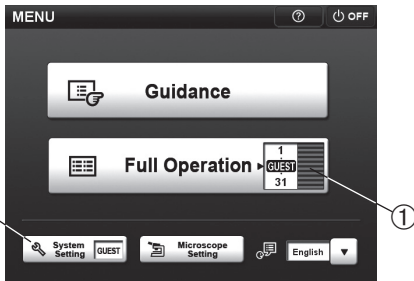 MENU ? OFF
Guidance
Full Operation
1
GUEST
31
①
System Setting GUEST
Microscope Setting
English